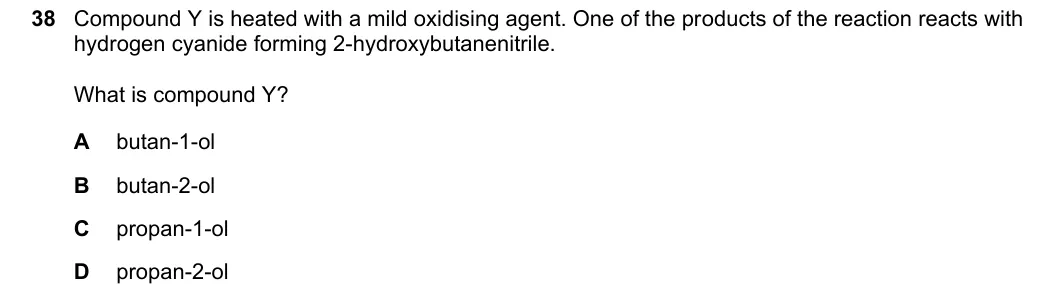 38 Compound Y is heated with a mild oxidising agent. One of the products of the reaction reacts with
hydrogen cyanide forming 2-hydroxybutanenitrile.
What is compound Y?
A butan-1-ol
B butan-2-ol
C propan-1-ol
D propan-2-ol